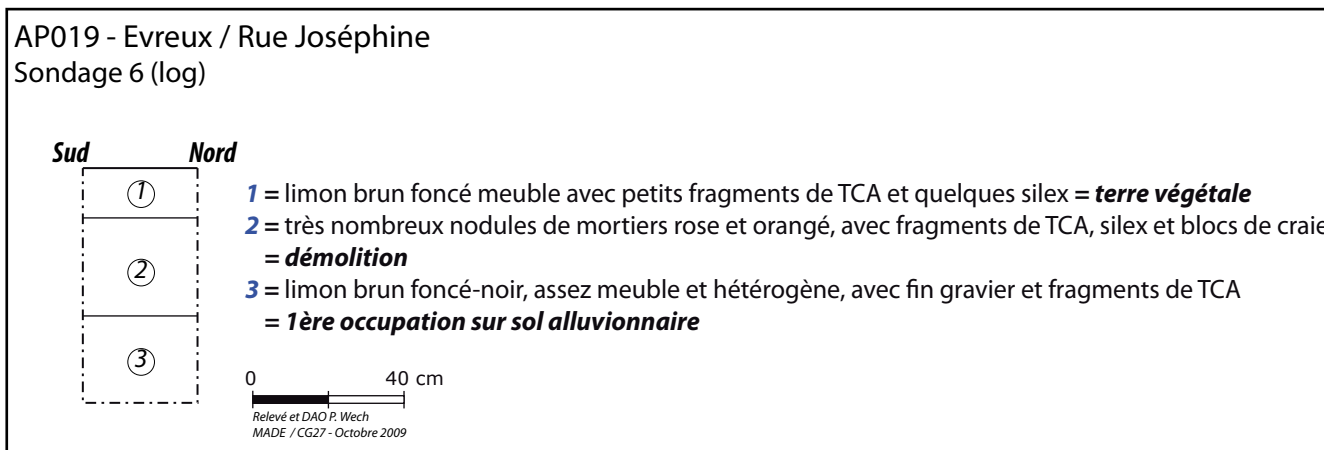 AP019 - Evreux / Rue Joséphine
Sondage 6 (log)
Sud Nord
1
1 = limon brun foncé meuble avec petits fragments de TCA et quelques silex = terre végétale
2 = très nombreux nodules de mortiers rose et orangé, avec fragments de TCA, silex et blocs de craie
= démolition
2
3 = limon brun foncé-noir, assez meuble et hétérogène, avec fin gravier et fragments de TCA
= 1ère occupation sur sol alluvionnaire
3
0 40 cm
Relevé et DAO P. Wech
MADE / CG27 - Octobre 2009